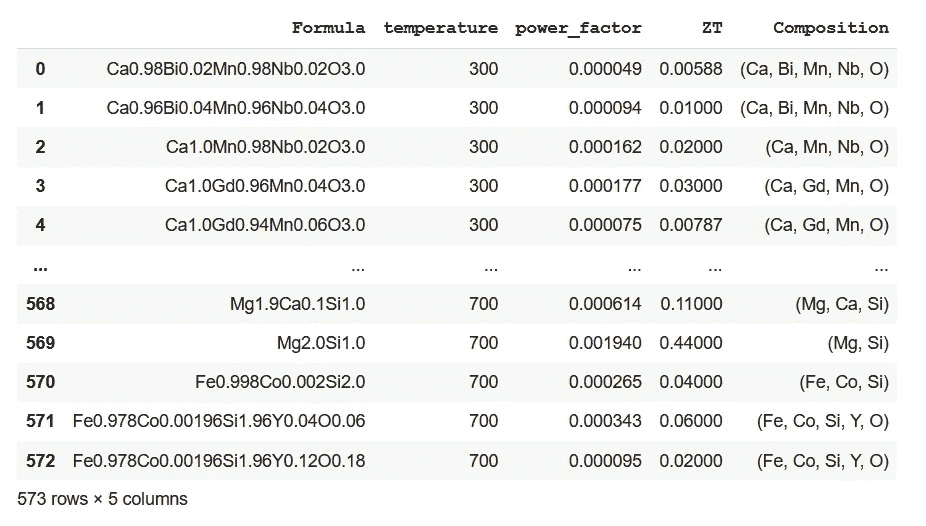 Formula temperature power_factor ZT Composition
0 Ca0.98Bi0.02Mn0.98Nb0.02O3.0 300 0.000049 0.00588 (Ca, Bi, Mn, Nb, O)
1 Ca0.96Bi0.04Mn0.96Nb0.04O3.0 300 0.000094 0.01000 (Ca, Bi, Mn, Nb, O)
2 Ca1.0Mn0.98Nb0.02O3.0 300 0.000162 0.02000 (Ca, Mn, Nb, O)
3 Ca1.0Gd0.96Mn0.04O3.0 300 0.000177 0.03000 (Ca, Gd, Mn, O)
4 Ca1.0Gd0.94Mn0.06O3.0 300 0.000075 0.00787 (Ca, Gd, Mn, O)
... ... ... ... ... ...
568 Mg1.9Ca0.1Si1.0 700 0.000614 0.11000 (Mg, Ca, Si)
569 Mg2.0Si1.0 700 0.001940 0.44000 (Mg, Si)
570 Fe0.998Co0.002Si2.0 700 0.000265 0.04000 (Fe, Co, Si)
571 Fe0.978Co0.00196Si1.96Y0.04O0.06 700 0.000343 0.06000 (Fe, Co, Si, Y, O)
572 Fe0.978Co0.00196Si1.96Y0.12O0.18 700 0.000095 0.02000 (Fe, Co, Si, Y, O)
573 rows × 5 columns